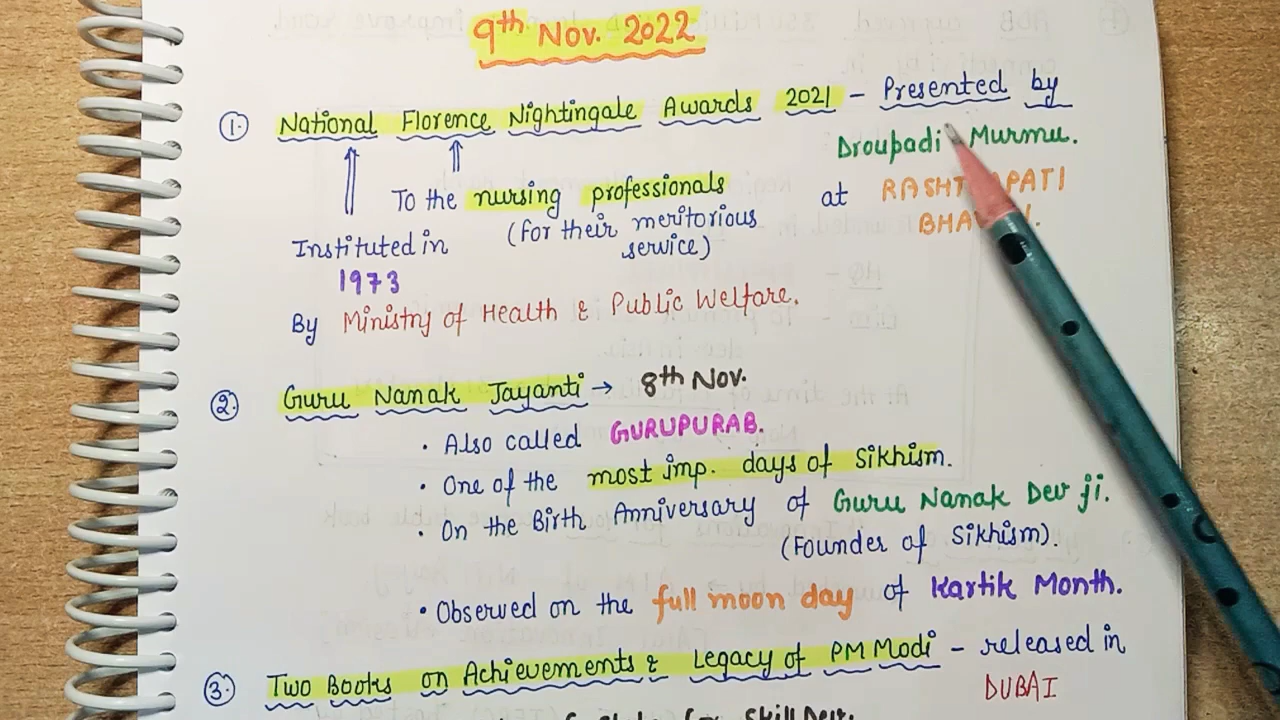 9th Nov. 2022
1. National Florence Nightingale Awards 2021 - Presented by
Droupadi Murmu.
To the nursing professionals at
(for their meritorious service)
Instituted in
1973
By Ministry of Health & Public Welfare.
2. Guru Nanak Jayanti → 8th Nov.
• Also called GURUPURAB.
• One of the most imp. days of Sikhism.
• On the Birth Anniversary of Guru Nanak Dev ji.
(Founder of Sikhism).
• Observed on the full moon day of Kartik Month.
3. Two Books on Achievements & Legacy of PM Modi - released in
DUBAI